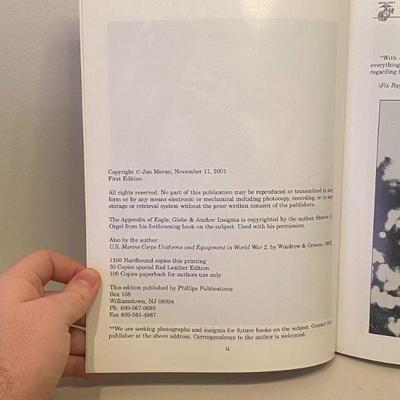 Copyright © Jim Moran, November 11, 2001
First Edition
All rights reserved. No part of this publication may be reproduced or transmitted in any
form or by any means electronic or mechanical including photocopy, recording, or in any
storage or retrieval system without the prior written consent of the publishers.
The Appendix of Eagle, Globe & Anchor Insignia is copyrighted by the author, Steven
Orgel from his forthcoming book on the subject. Used with his permission.
Also by the author:
U.S. Marine Corps Uniforms and Equipment in World War 2, by Windrow & Greene,
1100 Hardbound copies this printing
50 Copies special Red Leather Edition
100 Copies paperback for authors use only
This edition published by Phillips Publications
Box 168
Williamstown, NJ 08094
Ph. 609-567-0695
Fax 609-561-4967
**We are seeking photographs and insignia for future books on the subject. Contact the
publisher at the above address. Correspondence to the author is welcomed.
ii
"With
everything
regarding
(Fix Bay